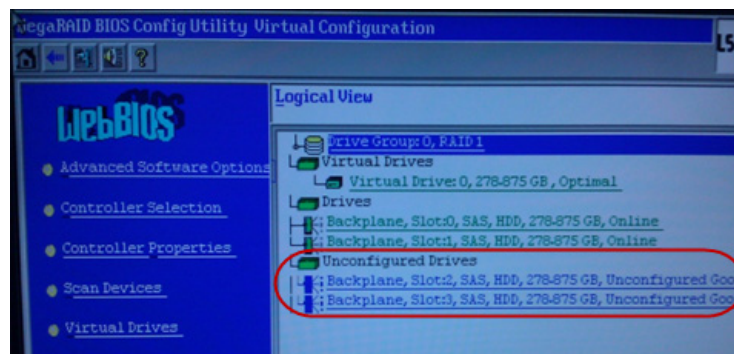 MegaRAID BIOS Config Utility Virtual Configuration
LS
WebBIOS
Advanced Software Options
Controller Selection
Controller Properties
Scan Devices
Virtual Drives
Logical View
Drive Group: 0, RAID 1
Virtual Drives
Virtual Drive: 0, 278.875 GB, Optimal
Drives
Backplane, Slot:0, SAS, HDD, 278.875 GB, Online
Backplane, Slot:1, SAS, HDD, 278.875 GB, Online
Unconfigured Drives
Backplane, Slot:2, SAS, HDD, 278.875 GB, Unconfigured Goo
Backplane, Slot:3, SAS, HDD, 278.875 GB, Unconfigured Goo